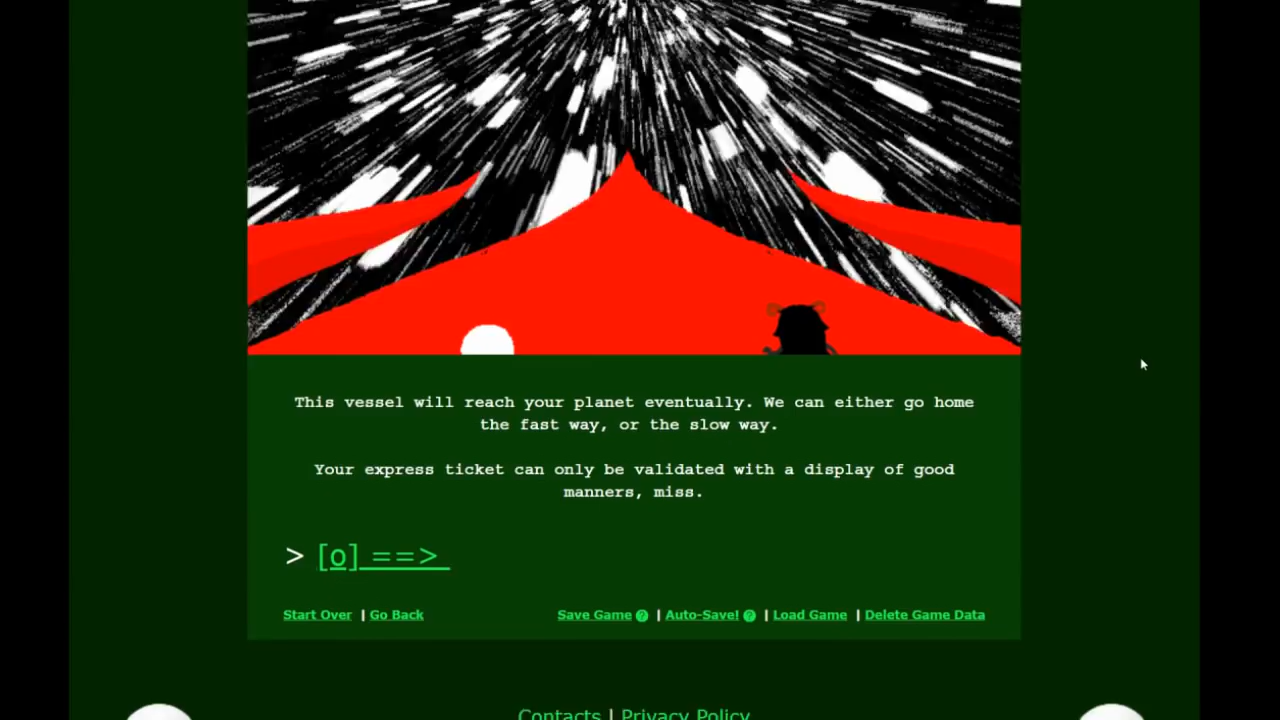 This vessel will reach your planet eventually. We can either go home
the fast way, or the slow way.
Your express ticket can only be validated with a display of good
manners, miss.
> [o] ==>
Start Over | Go Back
Save Game ? | Auto-Save! ? | Load Game | Delete Game Data
Contacts | Privacy Policy